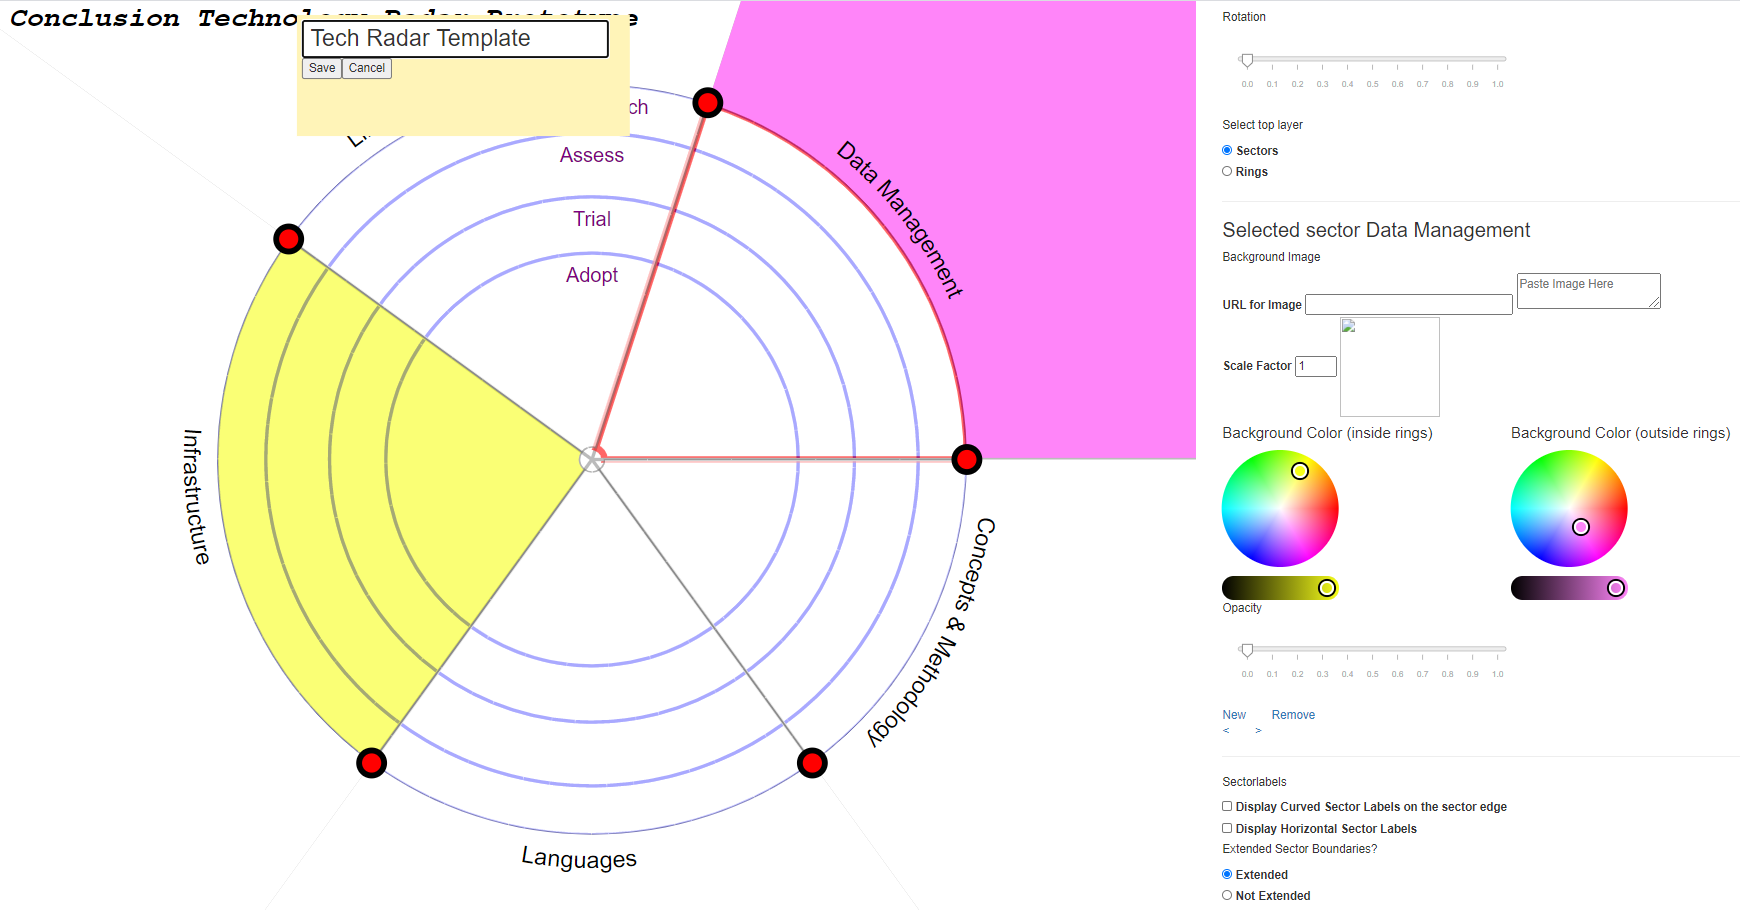 Conclusion Technology Radar Prototype
Tech Radar Template
Save Cancel
ch
Assess
Trial
Adopt
Data Management
Infrastructure
Concepts & Methodology
Languages
Rotation
0.0 0.1 0.2 0.3 0.4 0.5 0.6 0.7 0.8 0.9 1.0
Select top layer
Sectors
Rings
Selected sector Data Management
Background Image
URL for Image
Paste Image Here
Scale Factor 1
Background Color (inside rings)
Background Color (outside rings)
Opacity
0.0 0.1 0.2 0.3 0.4 0.5 0.6 0.7 0.8 0.9 1.0
New Remove
< >
Sectorlabels
Display Curved Sector Labels on the sector edge
Display Horizontal Sector Labels
Extended Sector Boundaries?
Extended
Not Extended